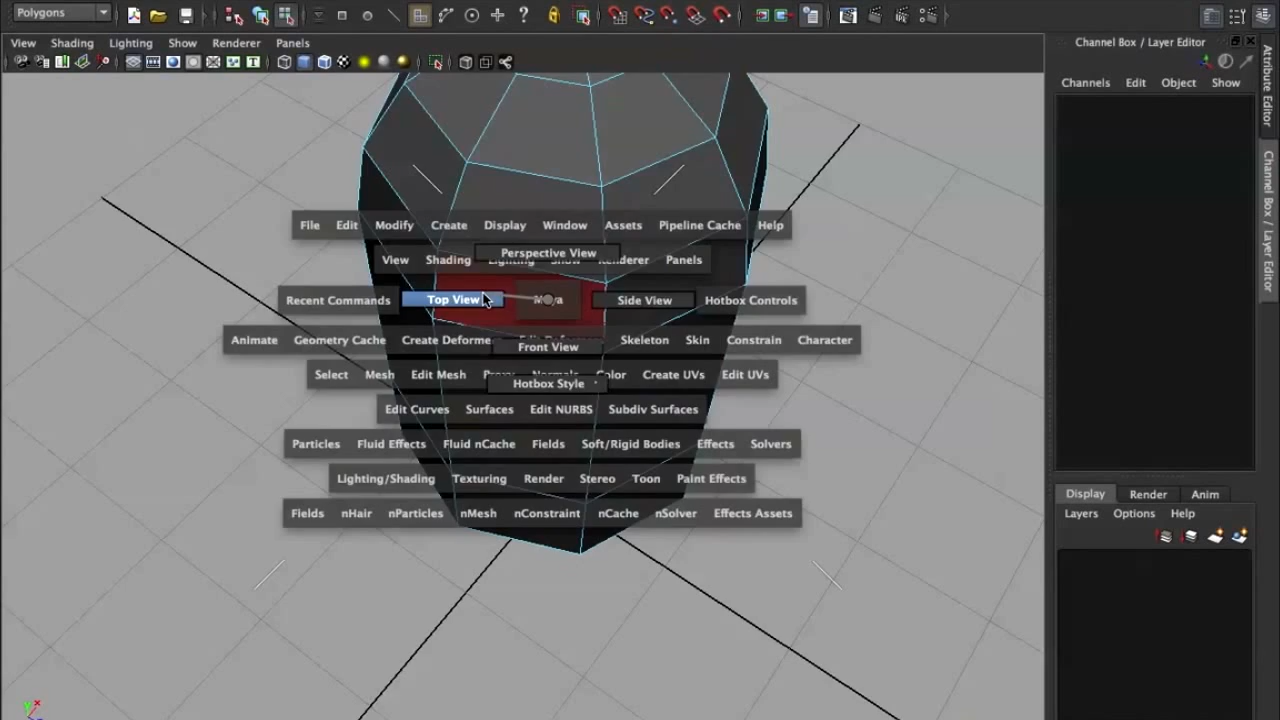 Polygons
View Shading Lighting Show Renderer Panels
Channel Box / Layer Editor
Channels Edit Object Show
Attribute Editor
Channel Box / Layer Editor
File Edit Modify Create Display Window Assets Pipeline Cache Help
Perspective View
View Shading Lighting Show Renderer Panels
Recent Commands Top View Side View Hotbox Controls
Animate Geometry Cache Create Deforme Skeleton Skin Constrain Character
Front View
Select Mesh Edit Mesh Normals Color Create UVs Edit UVs
Hotbox Style
Edit Curves Surfaces Edit NURBS Subdiv Surfaces
Particles Fluid Effects Fluid nCache Fields Soft/Rigid Bodies Effects Solvers
Lighting/Shading Texturing Render Stereo Toon Paint Effects
Fields nHair nParticles nMesh nConstraint nCache nSolver Effects Assets
Display Render Anim
Layers Options Help